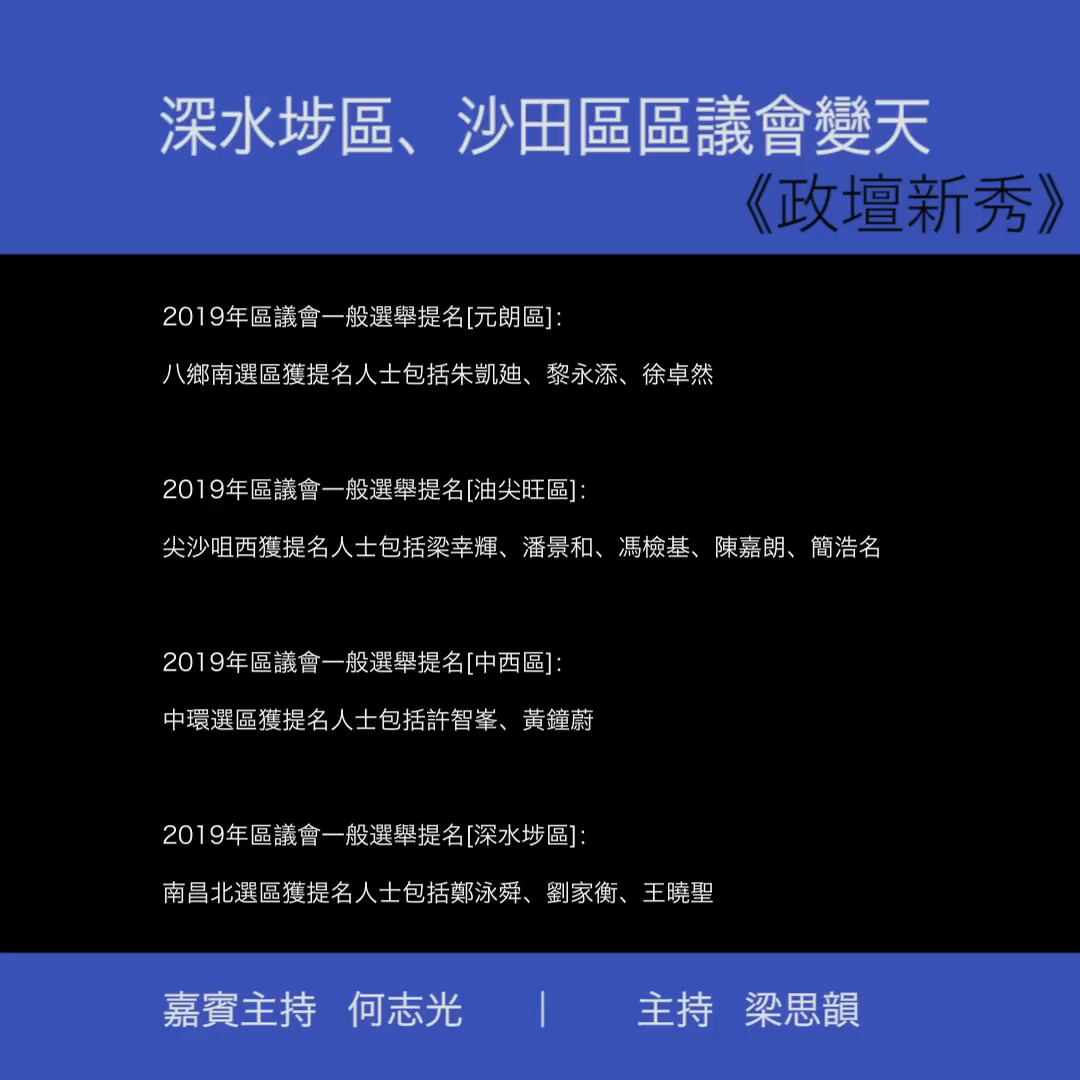 深水埗區、沙田區區議會變天
《政壇新秀》
2019年區議會一般選舉提名[元朗區]:
八鄉南選區獲提名人士包括朱凱廸、黎永添、徐卓然
2019年區議會一般選舉提名[油尖旺區]:
尖沙咀西獲提名人士包括梁幸輝、潘景和、馮檢基、陳嘉朗、簡浩名
2019年區議會一般選舉提名[中西區]:
中環選區獲提名人士包括許智峯、黃鐘蔚
2019年區議會一般選舉提名[深水埗區]:
南昌北選區獲提名人士包括鄭泳舜、劉家衡、王曉聖
嘉賓主持 何志光 | 主持 梁思韻